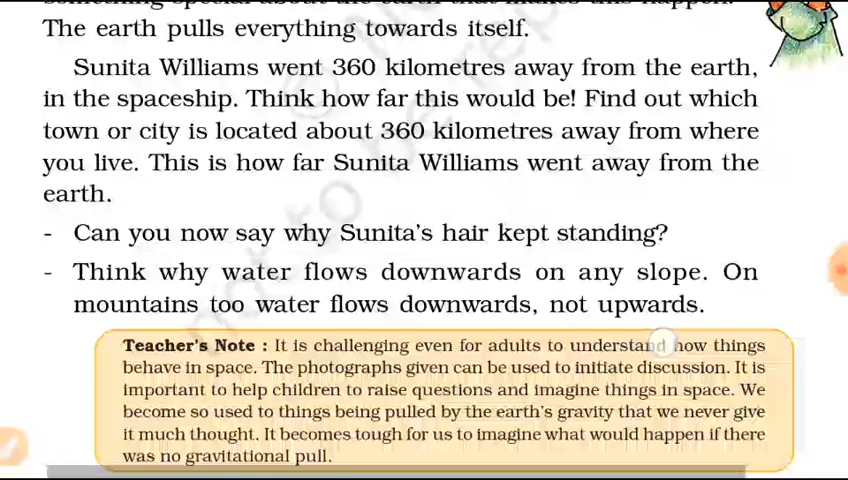 The earth pulls everything towards itself.
Sunita Williams went 360 kilometres away from the earth,
in the spaceship. Think how far this would be! Find out which
town or city is located about 360 kilometres away from where
you live. This is how far Sunita Williams went away from the
earth.
- Can you now say why Sunita's hair kept standing?
- Think why water flows downwards on any slope. On
mountains too water flows downwards, not upwards.
Teacher's Note : It is challenging even for adults to understand how things
behave in space. The photographs given can be used to initiate discussion. It is
important to help children to raise questions and imagine things in space. We
become so used to things being pulled by the earth's gravity that we never give
it much thought. It becomes tough for us to imagine what would happen if there
was no gravitational pull.